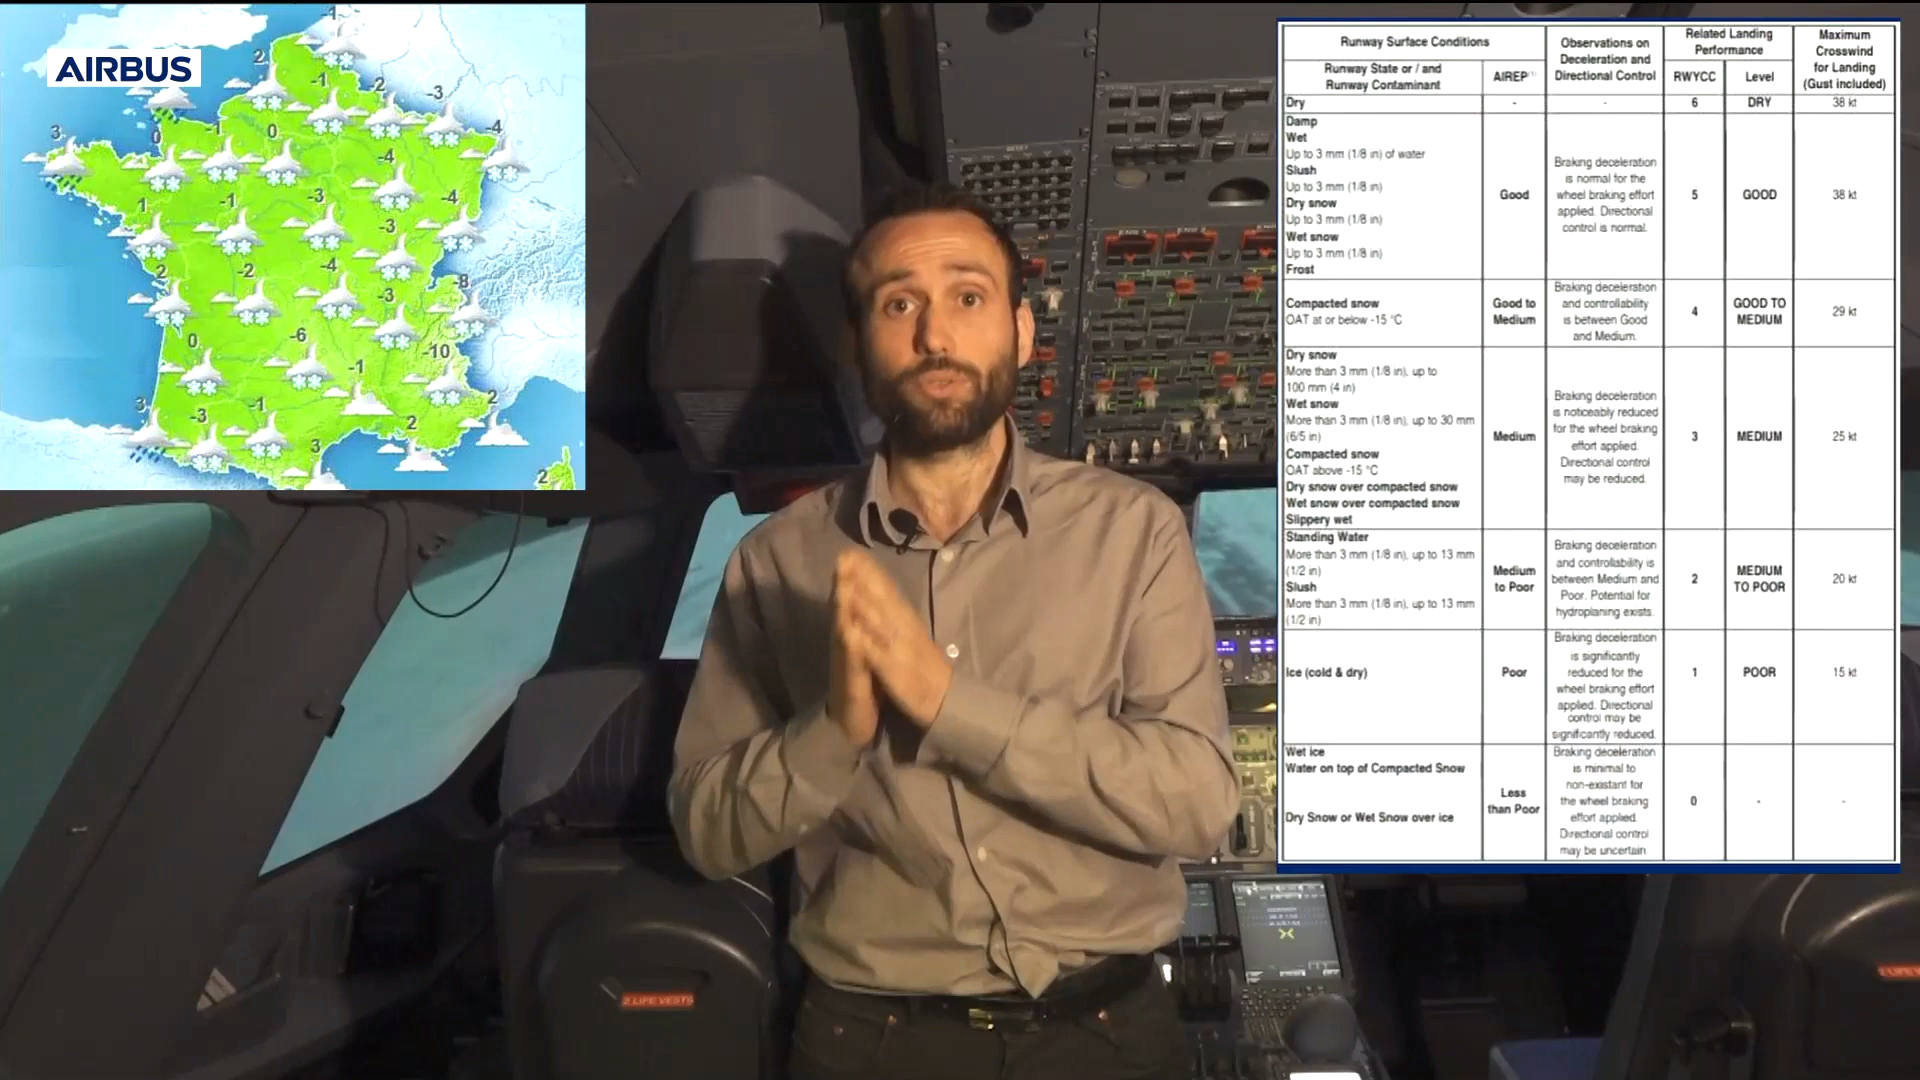 AIRBUS
-1
2
-1
-2
-3
3
0
-1
0
-4
-4
1
-1
-3
-4
-3
2
-2
-4
-8
-3
0
-6
-10
-1
3
-3
-1
2
2
3
2
Runway Surface Conditions
Observations on
Deceleration and
Directional Control
Related Landing
Performance
Maximum
Crosswind
for Landing
(Gust included)
Runway State or / and
Runway Contaminant
AIREP(1)
RWYCC
Level
Dry
-
-
6
DRY
38 kt
Damp
Wet
Up to 3 mm (1/8 in) of water
Slush
Up to 3 mm (1/8 in)
Dry snow
Up to 3 mm (1/8 in)
Wet snow
Up to 3 mm (1/8 in)
Frost
Good
Braking deceleration
is normal for the
wheel braking effort
applied. Directional
control is normal.
5
GOOD
38 kt
Compacted snow
OAT at or below -15 °C
Good to
Medium
Braking deceleration
and controllability
is between Good
and Medium.
4
GOOD TO
MEDIUM
29 kt
Dry snow
More than 3 mm (1/8 in), up to
100 mm (4 in)
Wet snow
More than 3 mm (1/8 in), up to 30 mm
(6/5 in)
Compacted snow
OAT above -15 °C
Dry snow over compacted snow
Wet snow over compacted snow
Slippery wet
Medium
Braking deceleration
is noticeably reduced
for the wheel braking
effort applied.
Directional control
may be reduced.
3
MEDIUM
25 kt
Standing Water
More than 3 mm (1/8 in), up to 13 mm
(1/2 in)
Slush
More than 3 mm (1/8 in), up to 13 mm
(1/2 in)
Medium
to Poor
Braking deceleration
and controllability is
between Medium and
Poor. Potential for
hydroplaning exists.
2
MEDIUM
TO POOR
20 kt
Ice (cold & dry)
Poor
Braking deceleration
is significantly
reduced for the
wheel braking effort
applied. Directional
control may be
significantly reduced.
1
POOR
15 kt
Wet ice
Water on top of Compacted Snow
Dry Snow or Wet Snow over ice
Less
than Poor
Braking deceleration
is minimal to
non-existant for
the wheel braking
effort applied.
Directional control
may be uncertain.
0
-
-
2 LIFE VESTS
2 LIFE